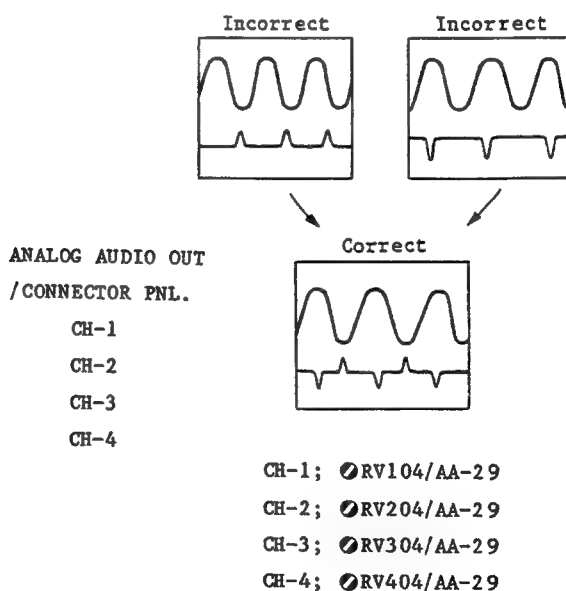 Incorrect Incorrect
Correct
ANALOG AUDIO OUT
/CONNECTOR PNL.
CH-1
CH-2
CH-3
CH-4
CH-1; RV104/AA-29
CH-2; RV204/AA-29
CH-3; RV304/AA-29
CH-4; RV404/AA-29